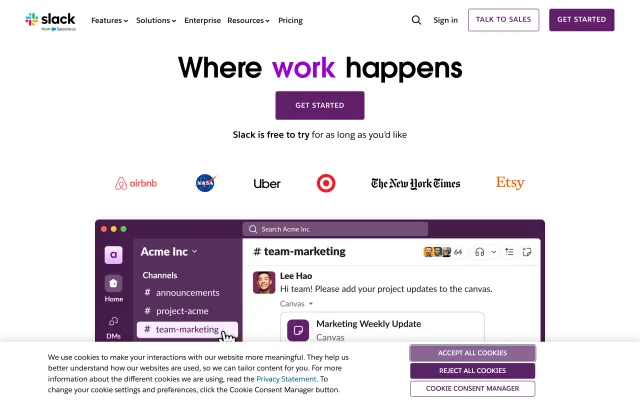 slack
from Salesforce
Features
Solutions
Enterprise
Resources
Pricing
Sign in
TALK TO SALES
GET STARTED
Where work happens
GET STARTED
Slack is free to try for as long as you'd like
airbnb
NASA
Uber
The New York Times
Etsy
Search Acme Inc
a
Acme Inc
# team-marketing
64
Channels
Lee Hao
Hi team! Please add your project updates to the canvas.
Home
# announcements
Canvas
# project-acme
Marketing Weekly Update
# team-marketing
Canvas
DMs
We use cookies to make your interactions with our website more meaningful. They help us
better understand how our websites are used, so we can tailor content for you. For more
information about the different cookies we are using, read the Privacy Statement. To
change your cookie settings and preferences, click the Cookie Consent Manager button.
ACCEPT ALL COOKIES
REJECT ALL COOKIES
COOKIE CONSENT MANAGER